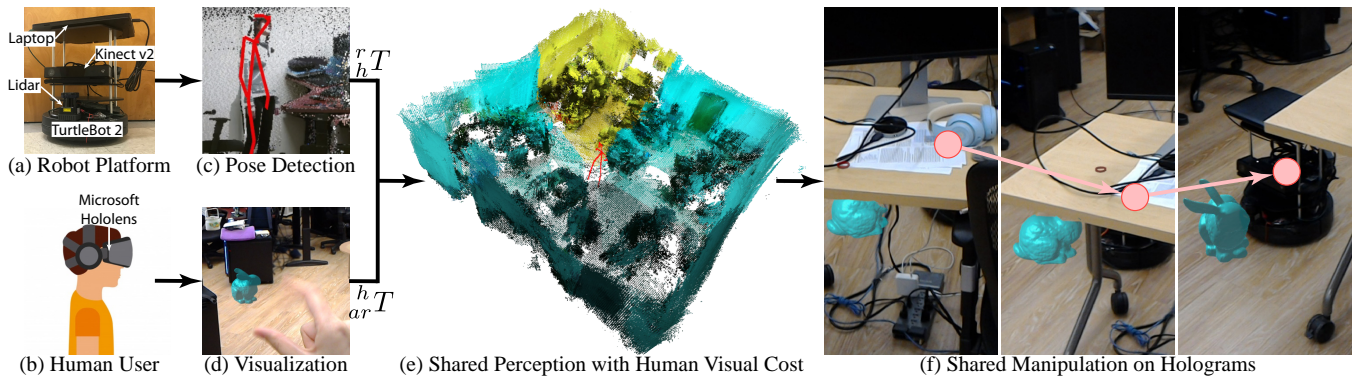 Laptop
Kinect v2
Lidar
TurtleBot 2
(a) Robot Platform
(c) Pose Detection
r
h T
Microsoft
Hololens
(b) Human User
(d) Visualization
h
ar T
(e) Shared Perception with Human Visual Cost
(f) Shared Manipulation on Holograms